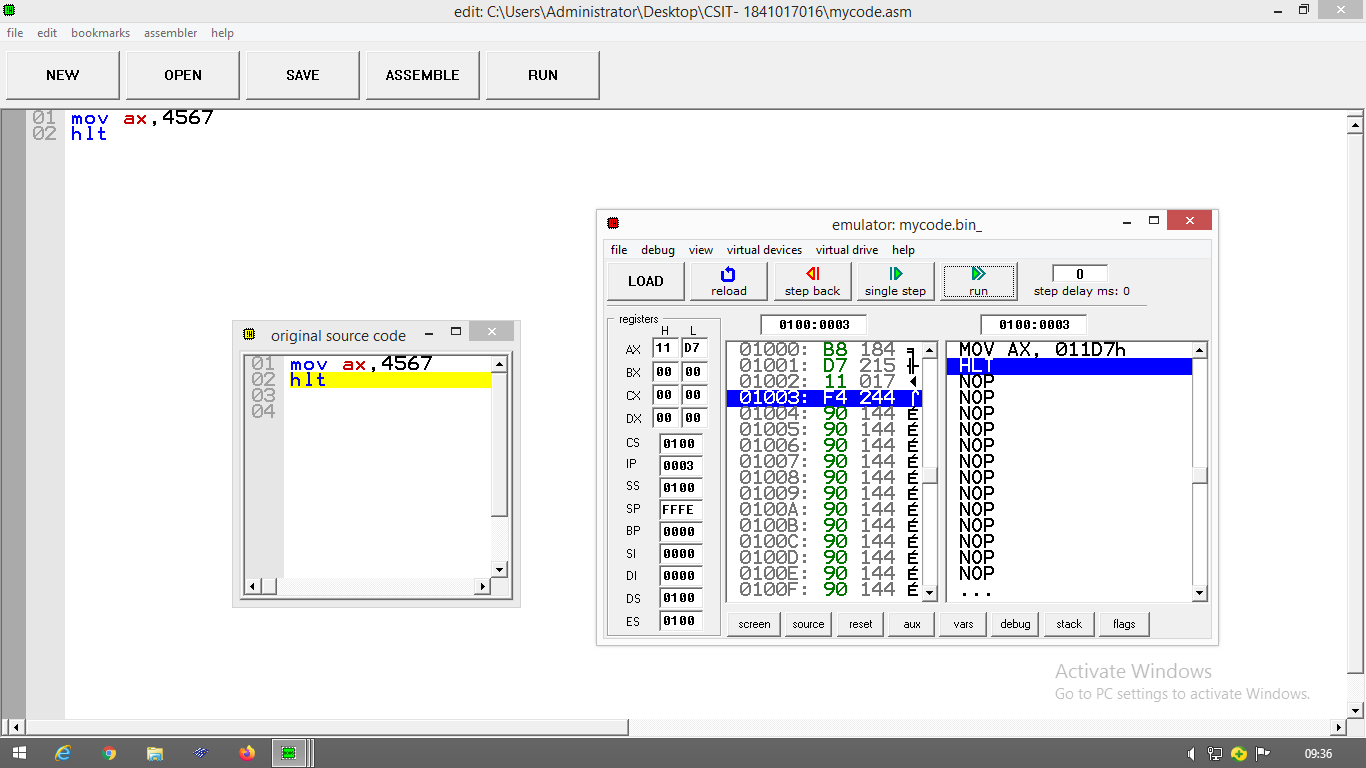 edit: C:\Users\Administrator\Desktop\CSIT- 1841017016\mycode.asm
file edit bookmarks assembler help
NEW OPEN SAVE ASSEMBLE RUN
01 mov ax,4567
02 hlt
original source code
01 mov ax,4567
02 hlt
03
04
emulator: mycode.bin_
file debug view virtual devices virtual drive help
LOAD reload step back single step run 0
step delay ms: 0
registers
H L
AX 11 D7
BX 00 00
CX 00 00
DX 00 00
CS 0100
IP 0003
SS 0100
SP FFFE
BP 0000
SI 0000
DI 0000
DS 0100
ES 0100
0100:0003
01000: B8 184 ╕
01001: D7 215 ╫
01002: 11 017 ◄
01003: F4 244 ⌠
01004: 90 144 É
01005: 90 144 É
01006: 90 144 É
01007: 90 144 É
01008: 90 144 É
01009: 90 144 É
0100A: 90 144 É
0100B: 90 144 É
0100C: 90 144 É
0100D: 90 144 É
0100E: 90 144 É
0100F: 90 144 É
0100:0003
MOV AX, 011D7h
HLT
NOP
NOP
NOP
NOP
NOP
NOP
NOP
NOP
NOP
NOP
NOP
NOP
NOP
...
screen source reset aux vars debug stack flags
Activate Windows
Go to PC settings to activate Windows.
09:36